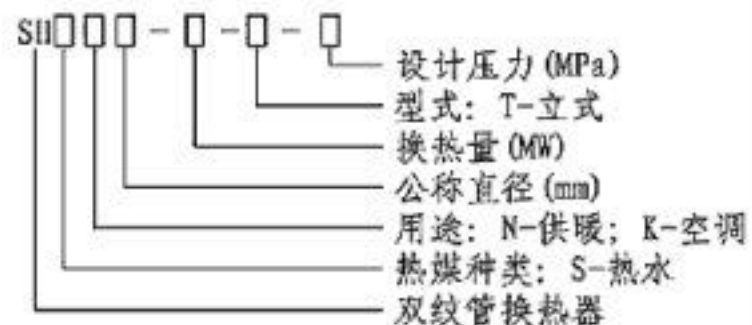 SH□□□-□-□-□
设计压力(MPa)
型式: T-立式
换热量(MW)
公称直径(mm)
用途: N-供暖; K-空调
热媒种类: S-热水
双纹管换热器